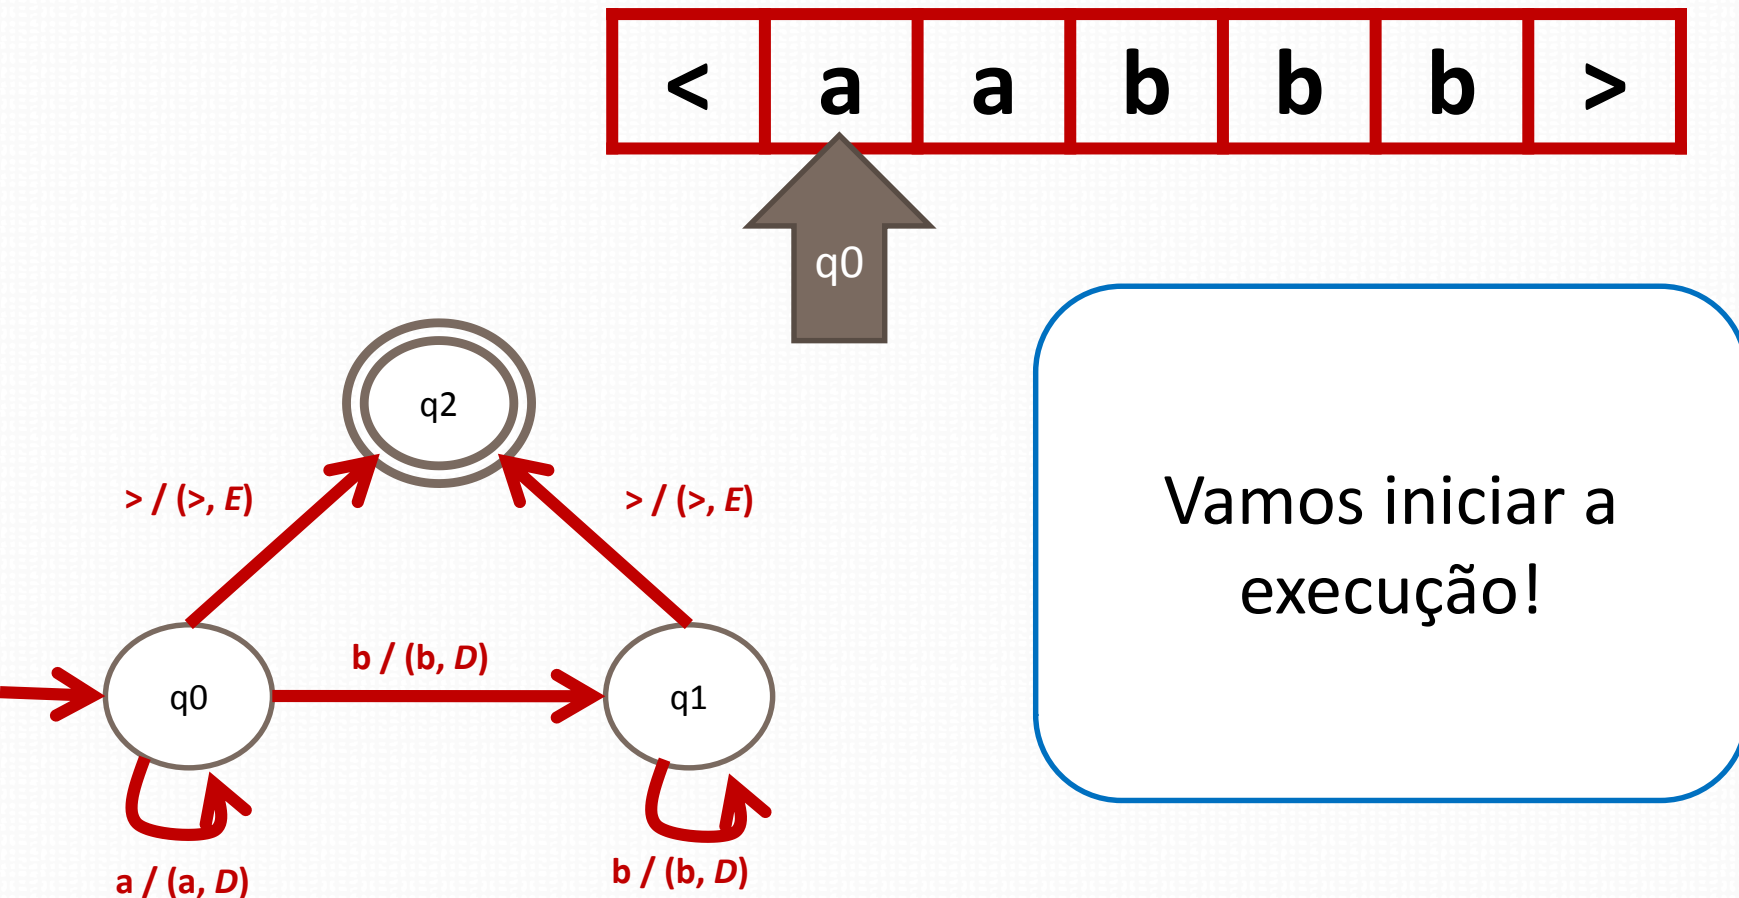 < a a b b b >
q0
q2
> / (>, E)
> / (>, E)
b / (b, D)
q0
q1
a / (a, D)
b / (b, D)
Vamos iniciar a
execução!